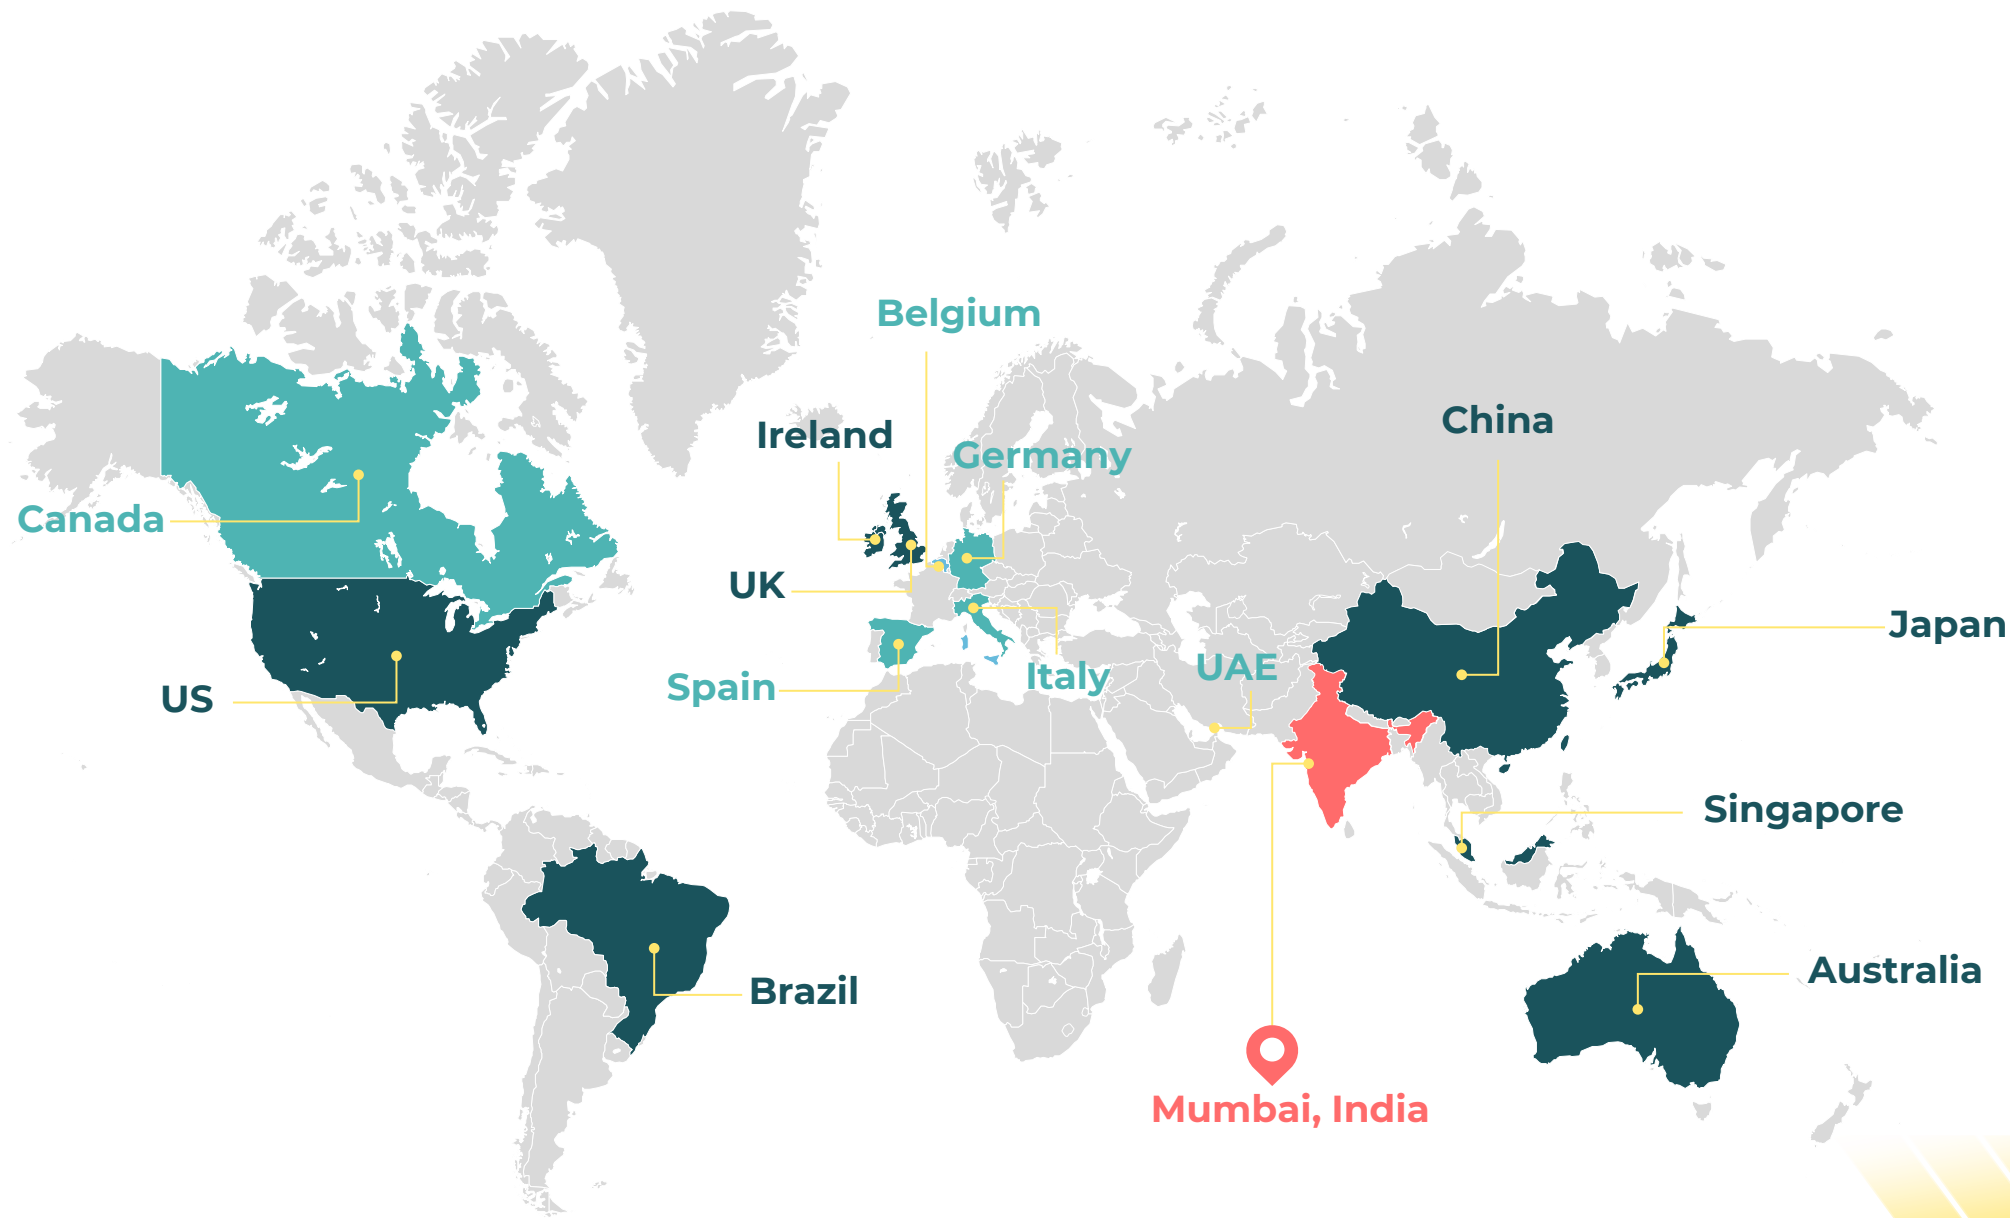 Belgium
Ireland
Germany
China
Canada
UK
Japan
US
Spain
Italy
UAE
Singapore
Brazil
Australia
Mumbai, India